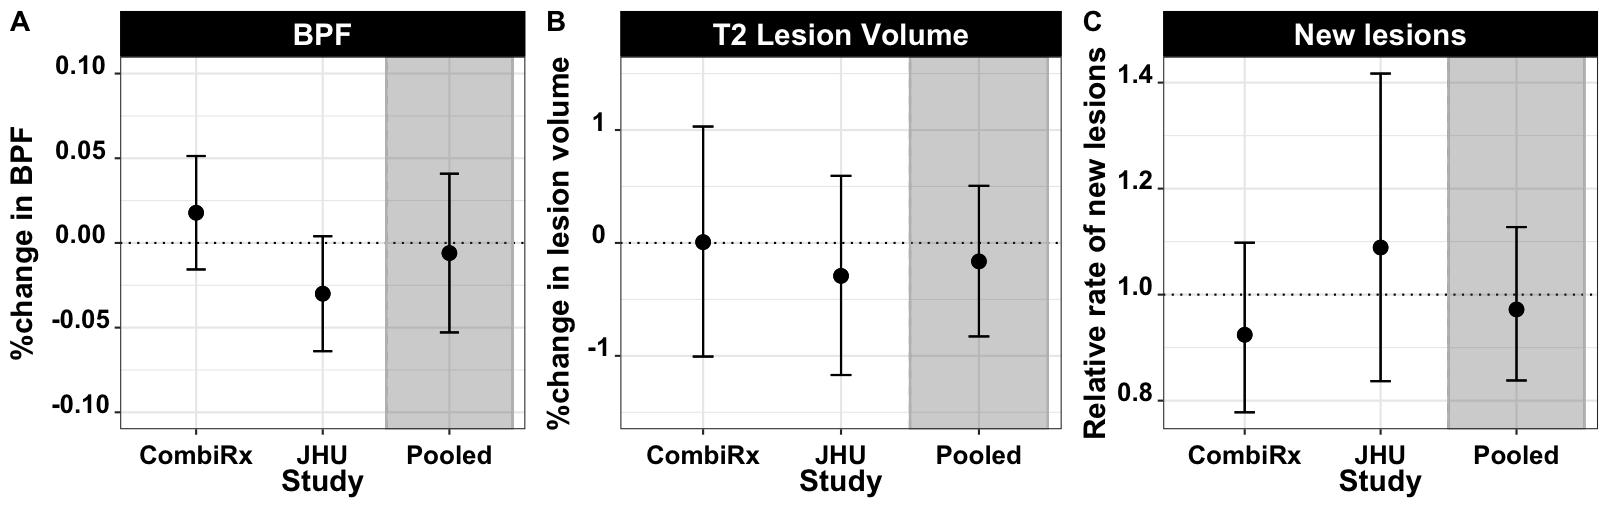 A
BPF
%change in BPF
0.10
0.05
0.00
-0.05
-0.10
CombiRx JHU Pooled
Study
B
T2 Lesion Volume
%change in lesion volume
1
0
-1
CombiRx JHU Pooled
Study
C
New lesions
Relative rate of new lesions
1.4
1.2
1.0
0.8
CombiRx JHU Pooled
Study